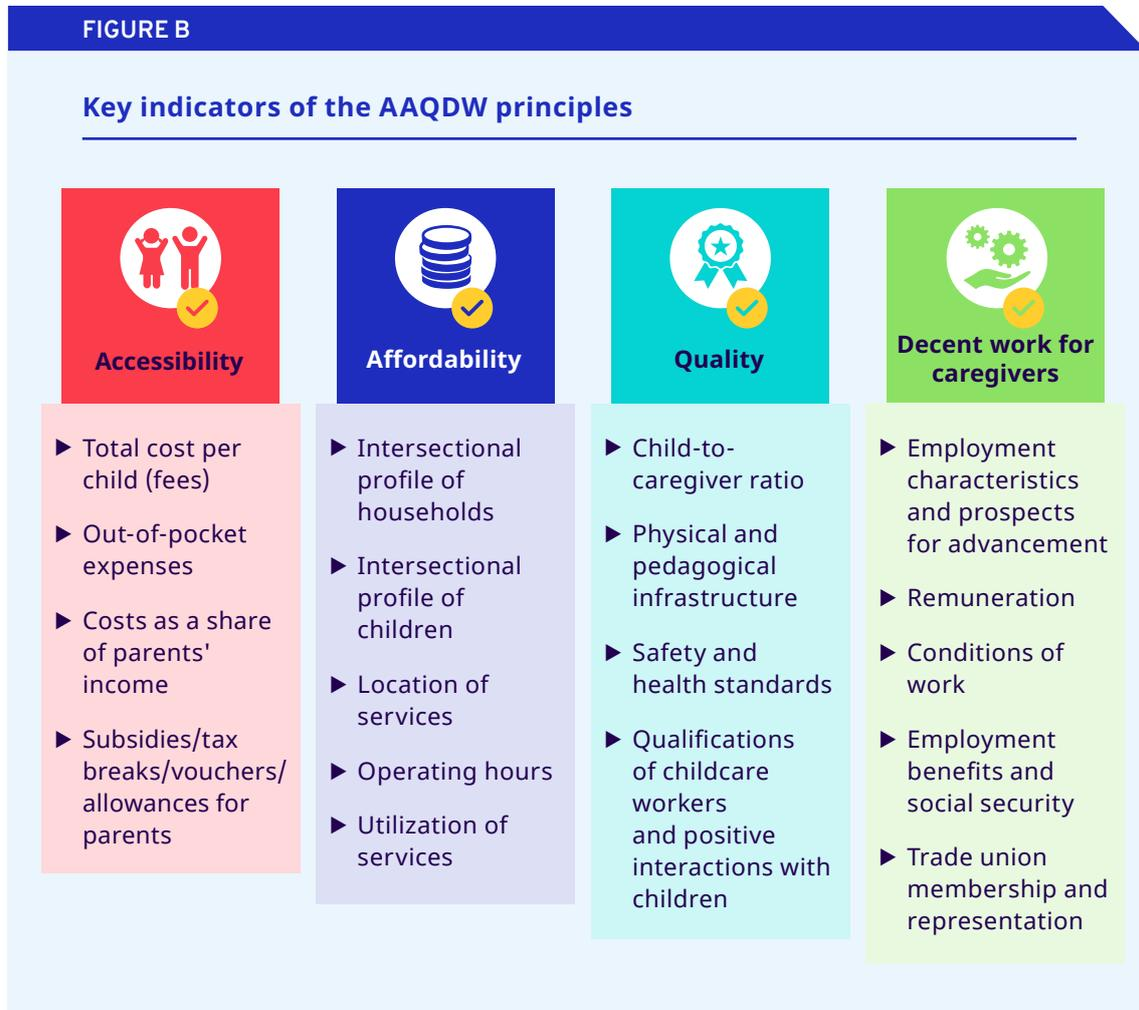 FIGURE B
Key indicators of the AAQDW principles
Accessibility
Total cost per
child (fees)
Out-of-pocket
expenses
Costs as a share
of parents'
income
Subsidies/tax
breaks/vouchers/
allowances for
parents
Affordability
Intersectional
profile of
households
Intersectional
profile of
children
Location of
services
Operating hours
Utilization of
services
Quality
Child-to-
caregiver ratio
Physical and
pedagogical
infrastructure
Safety and
health standards
Qualifications
of childcare
workers
and positive
interactions with
children
Decent work for
caregivers
Employment
characteristics
and prospects
for advancement
Remuneration
Conditions of
work
Employment
benefits and
social security
Trade union
membership and
representation